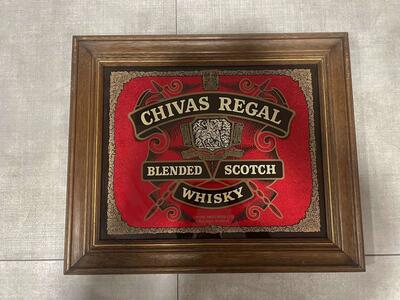 CHIVAS REGAL
BLENDED SCOTCH
WHISKY